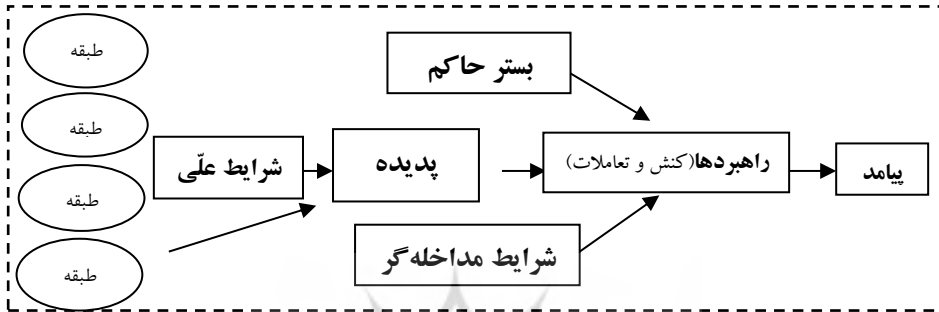 طبقه
طبقه
طبقه
طبقه
بستر حاکم
شرایط علّی
پدیده
راهبردها(کنش و تعاملات)
پیامد
شرایط مداخله‌گر